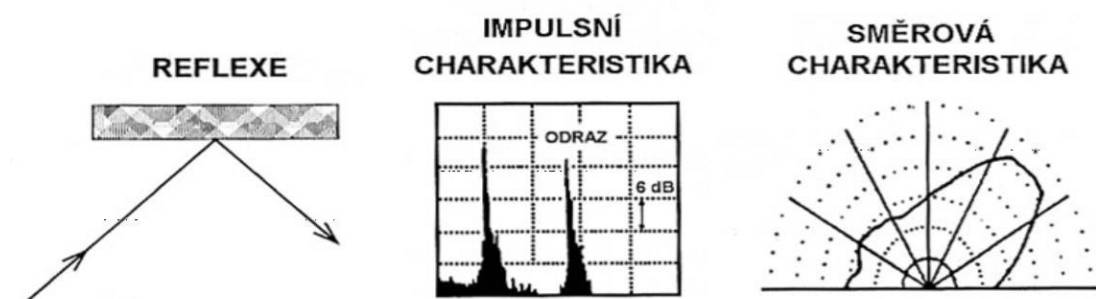 REFLEXE
IMPULSNÍ
CHARAKTERISTIKA
ODRAZ
6 dB
SMĚROVÁ
CHARAKTERISTIKA